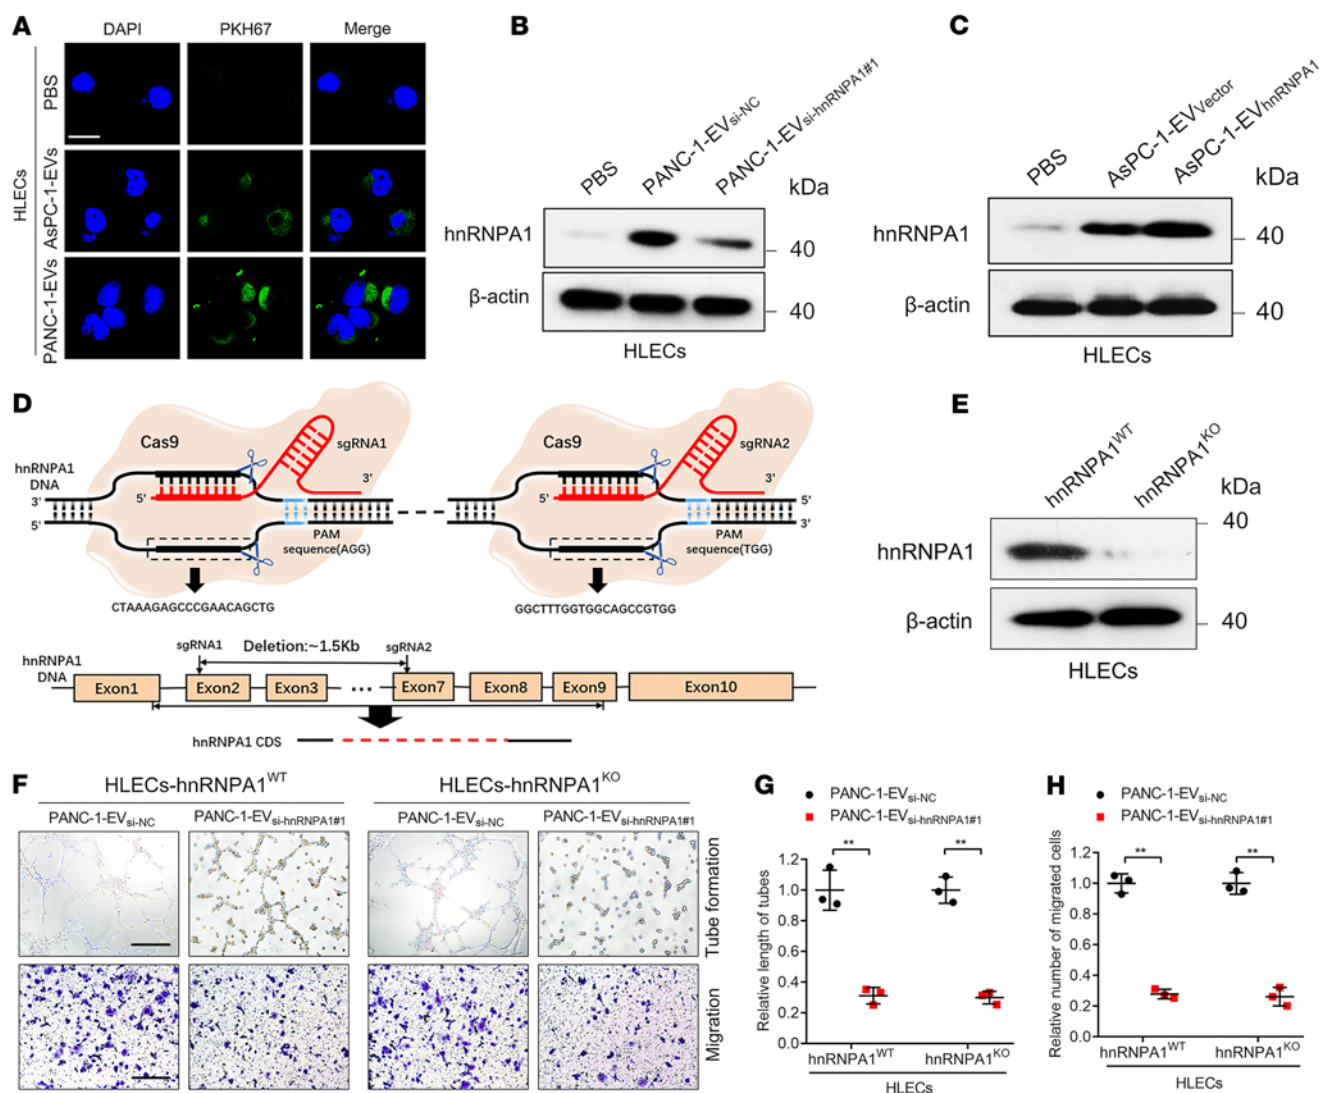 A
DAPI PKH67 Merge
HLECs
PBS
AsPC-1-EVs
PANC-1-EVs
B
PBS
PANC-1-EVsi-NC
PANC-1-EVsi-hnRNPA1#1
kDa
hnRNPA1
40
β-actin
40
HLECs
C
PBS
AsPC-1-EVVector
AsPC-1-EVhnRNPA1
kDa
hnRNPA1
40
β-actin
40
HLECs
D
Cas9
sgRNA1
hnRNPA1
DNA
3'
5'
5'
3'
PAM
sequence(AGG)
CTAAAGAGCCCGAACAGCTG
Cas9
sgRNA2
5'
3'
5'
3'
PAM
sequence(TGG)
GGCTTTGGTGGCAGCCGTGG
sgRNA1 Deletion:~1.5Kb sgRNA2
hnRNPA1
DNA
Exon1 Exon2 Exon3 ... Exon7 Exon8 Exon9 Exon10
hnRNPA1 CDS
E
hnRNPA1WT
hnRNPA1KO
kDa
40
hnRNPA1
β-actin
40
HLECs
F
HLECs-hnRNPA1WT HLECs-hnRNPA1KO
PANC-1-EVsi-NC PANC-1-EVsi-hnRNPA1#1 PANC-1-EVsi-NC PANC-1-EVsi-hnRNPA1#1
Tube formation
Migration
G
PANC-1-EVsi-NC
PANC-1-EVsi-hnRNPA1#1
Relative length of tubes
1.2
1.0
0.8
0.6
0.4
0.2
0.0
** **
hnRNPA1WT hnRNPA1KO
HLECs
H
PANC-1-EVsi-NC
PANC-1-EVsi-hnRNPA1#1
Relative number of migrated cells
1.2
1.0
0.8
0.6
0.4
0.2
0.0
** **
hnRNPA1WT hnRNPA1KO
HLECs